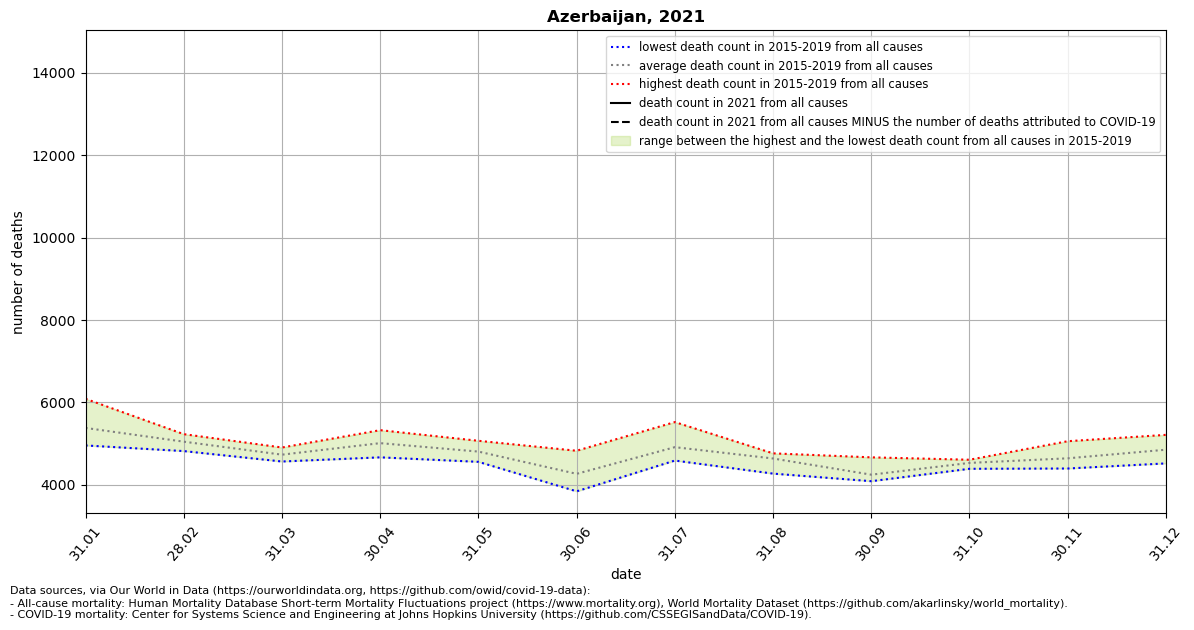 Azerbaijan, 2021
lowest death count in 2015-2019 from all causes
average death count in 2015-2019 from all causes
highest death count in 2015-2019 from all causes
death count in 2021 from all causes
death count in 2021 from all causes MINUS the number of deaths attributed to COVID-19
range between the highest and the lowest death count from all causes in 2015-2019
number of deaths
14000
12000
10000
8000
6000
4000
31.01
28.02
31.03
30.04
31.05
30.06
31.07
31.08
30.09
31.10
30.11
31.12
date
Data sources, via Our World in Data (https://ourworldindata.org, https://github.com/owid/covid-19-data):
- All-cause mortality: Human Mortality Database Short-term Mortality Fluctuations project (https://www.mortality.org), World Mortality Dataset (https://github.com/akarlinsky/world_mortality).
- COVID-19 mortality: Center for Systems Science and Engineering at Johns Hopkins University (https://github.com/CSSEGISandData/COVID-19).